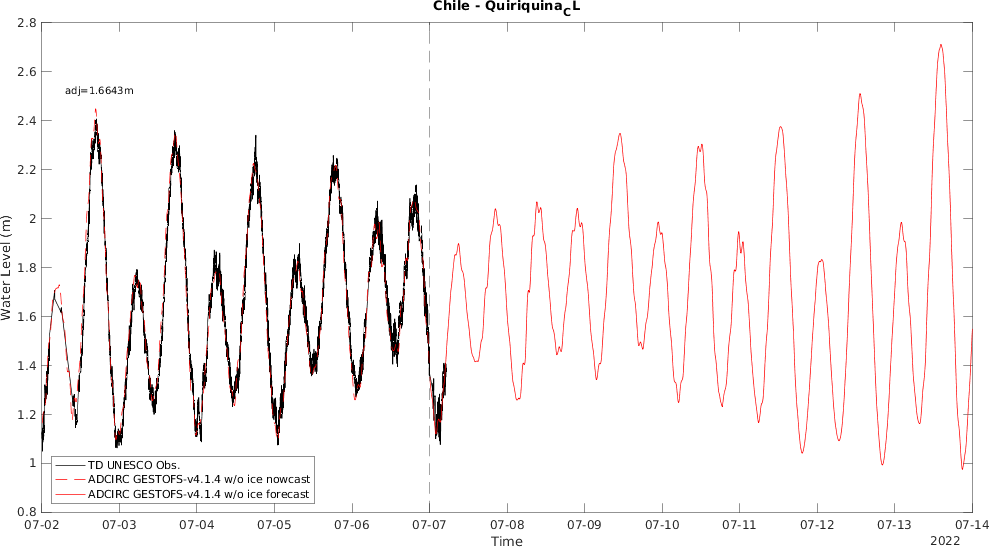 Chile - Quiriquina_CL
2.8
2.6
2.4
2.2
2
1.8
1.6
1.4
1.2
1
0.8
Water Level (m)
adj=1.6643m
TD UNESCO Obs.
ADCIRC GESTOFS-v4.1.4 w/o ice nowcast
ADCIRC GESTOFS-v4.1.4 w/o ice forecast
07-02 07-03 07-04 07-05 07-06 07-07 07-08 07-09 07-10 07-11 07-12 07-13 07-14
Time
2022